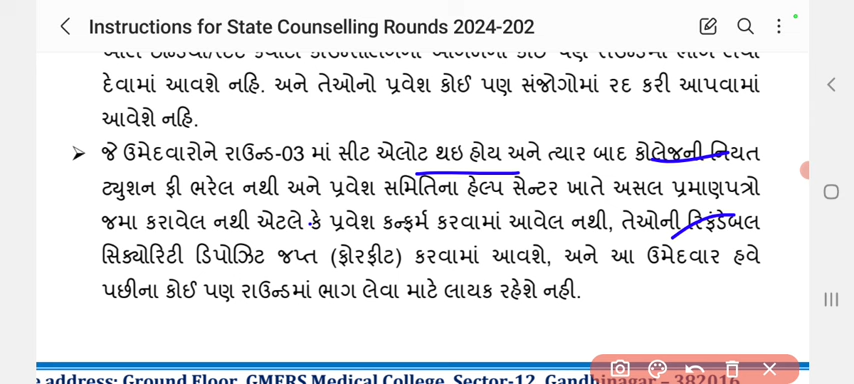 Instructions for State Counselling Rounds 2024-202
દેવામાં આવશે નહિ. અને તેઓનો પ્રવેશ કોઈ પણ સંજોગોમાં રદ કરી આપવામાં
આવેશે નહિ.
➤ જે ઉમેદવારોને રાઉન્ડ-03 માં સીટ એલોટ થઇ હોય અને ત્યાર બાદ કોલેજની નિયત
ટ્યુશન ફી ભરેલ નથી અને પ્રવેશ સમિતિના હેલ્પ સેન્ટર ખાતે અસલ પ્રમાણપત્રો
જમા કરાવેલ નથી એટલે કે પ્રવેશ કન્ફર્મ કરવામાં આવેલ નથી, તેઓની રિફંડેબલ
સિક્યોરિટી ડિપોઝિટ જપ્ત (ફોરફીટ) કરવામાં આવશે, અને આ ઉમેદવાર હવે
પછીના કોઈ પણ રાઉન્ડમાં ભાગ લેવા માટે લાયક રહેશે નહી.
e address: Ground Floor, GMERS Medical College, Sector-12, Gandhinagar – 382016